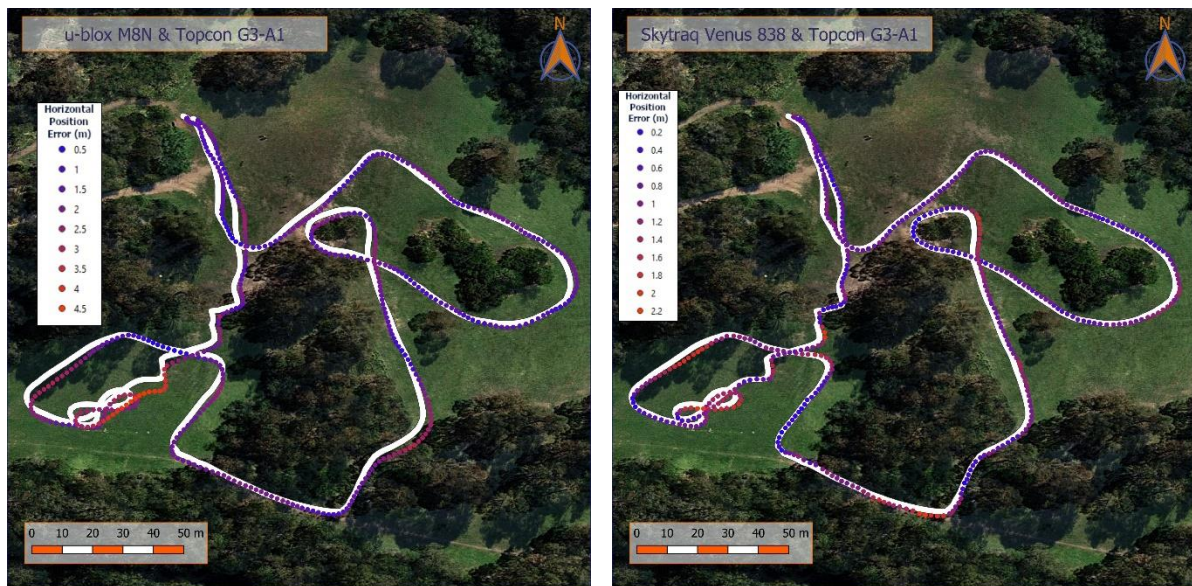 u-blox M8N & Topcon G3-A1
N
Horizontal
Position
Error (m)
0.5
1
1.5
2
2.5
3
3.5
4
4.5
0 10 20 30 40 50 m
Skytraq Venus 838 & Topcon G3-A1
N
Horizontal
Position
Error (m)
0.2
0.4
0.6
0.8
1
1.2
1.4
1.6
1.8
2
2.2
0 10 20 30 40 50 m